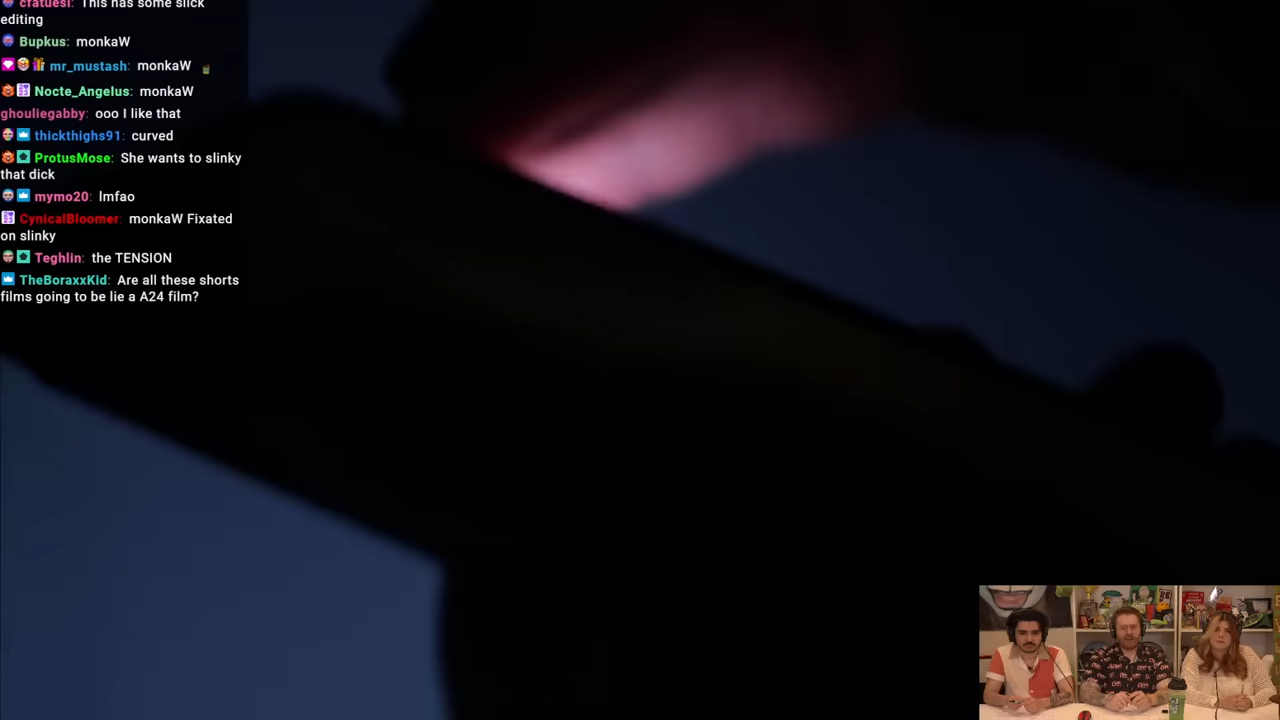 cfatuesl: This has some slick
editing
Bupkus: monkaW
mr_mustash: monkaW
Nocte_Angelus: monkaW
ghouliegabby: ooo I like that
thickthighs91: curved
ProtusMose: She wants to slinky
that dick
mymo20: lmfao
CynicalBloomer: monkaW Fixated
on slinky
Teghlin: the TENSION
TheBoraxxKid: Are all these shorts
films going to be lie a A24 film?